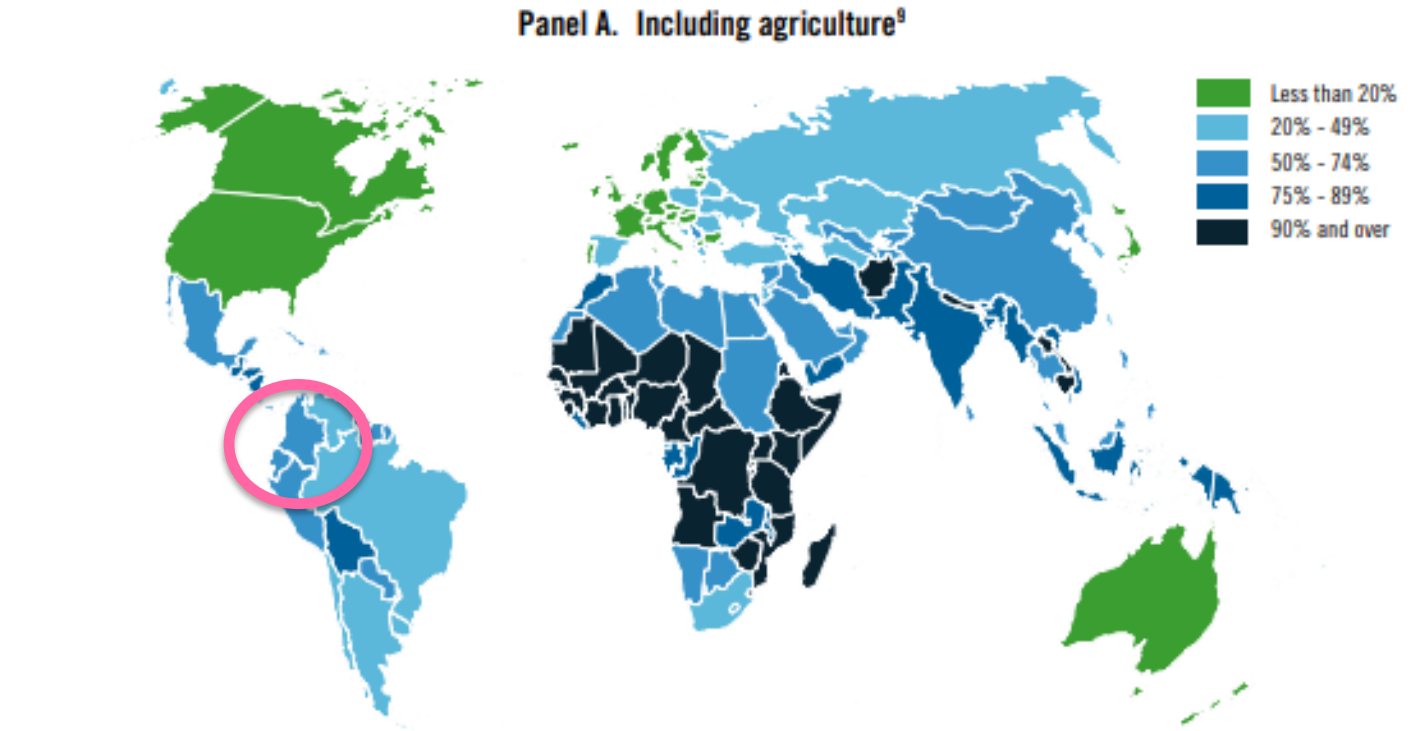 Panel A. Including agriculture⁹
Less than 20%
20% - 49%
50% - 74%
75% - 89%
90% and over